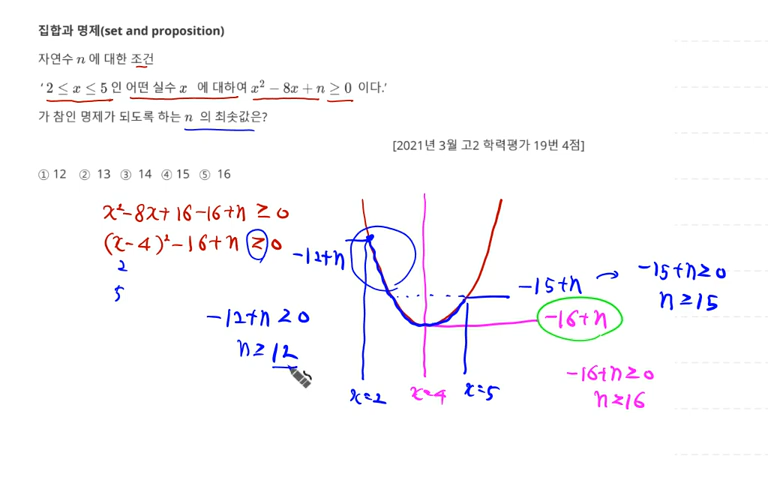 집합과 명제(set and proposition)
자연수 n 에 대한 조건
‘ 2 ≤ x ≤ 5 인 어떤 실수 x 에 대하여 x² − 8x + n ≥ 0 이다.’
가 참인 명제가 되도록 하는 n 의 최솟값은?
[2021년 3월 고2 학력평가 19번 4점]
① 12 ② 13 ③ 14 ④ 15 ⑤ 16
x²-8x+16-16+n ≥ 0
(x-4)²-16+n ≥ 0
2
5
-12+n
-12+n ≥ 0
n ≥ 12
-15+n → -15+n ≥ 0
n ≥ 15
-16+n
-16+n ≥ 0
n ≥ 16
x=2 x=4 x=5